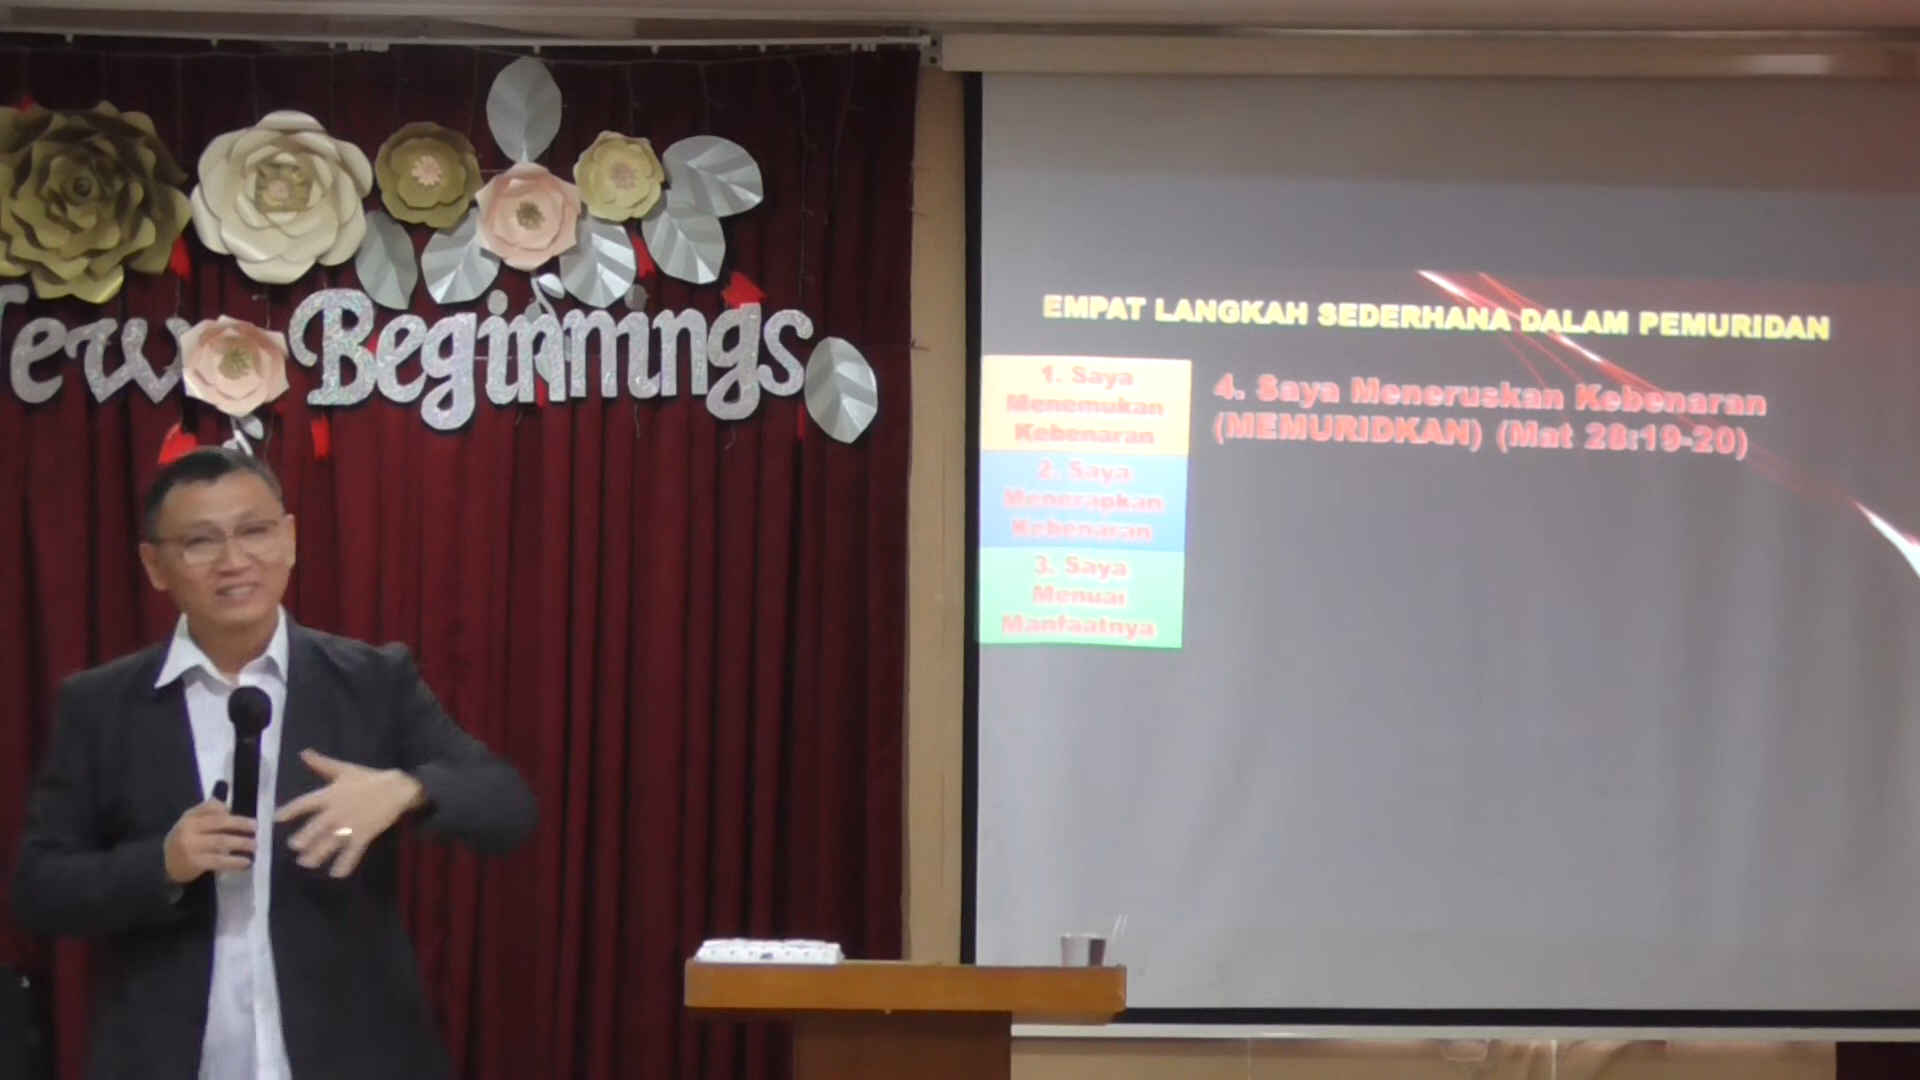 New Beginnings
EMPAT LANGKAH SEDERHANA DALAM PEMURIDAN
1. Saya
Menemukan
Kebenaran
2. Saya
Menerapkan
Kebenaran
3. Saya
Menuai
Manfaatnya
4. Saya Meneruskan Kebenaran
(MEMURIDKAN) (Mat 28:19-20)